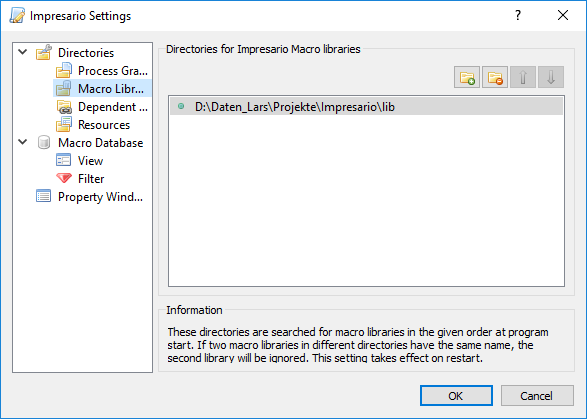 Impresario Settings
Directories
Process Gra...
Macro Libr...
Dependent ...
Resources
Macro Database
View
Filter
Property Wind...
Directories for Impresario Macro libraries
D:\Daten_Lars\Projekte\Impresario\lib
Information
These directories are searched for macro libraries in the given order at program
start. If two macro libraries in different directories have the same name, the
second library will be ignored. This setting takes effect on restart.
OK
Cancel